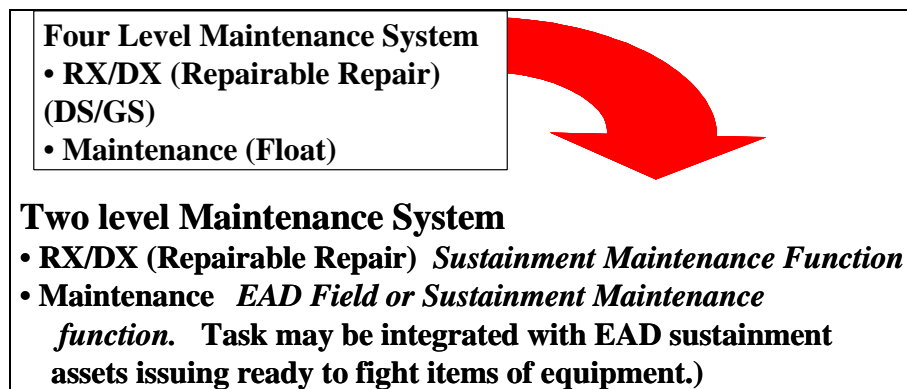 Four Level Maintenance System
• RX/DX (Repairable Repair)
(DS/GS)
• Maintenance (Float)
Two level Maintenance System
• RX/DX (Repairable Repair) Sustainment Maintenance Function
• Maintenance EAD Field or Sustainment Maintenance
function. Task may be integrated with EAD sustainment
assets issuing ready to fight items of equipment.)